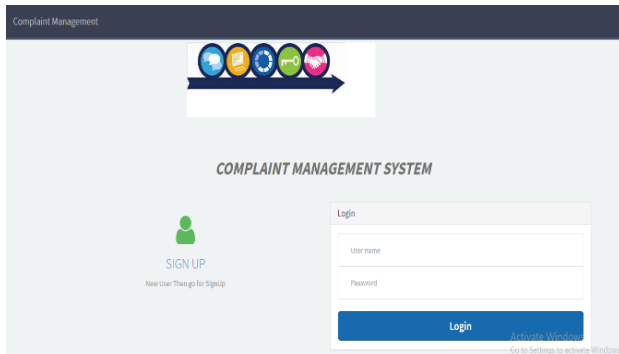 Complaint Management
COMPLAINT MANAGEMENT SYSTEM
SIGN UP
New User Then go for SignUp
Login
User name
Password
Login
Activate Windows
Go to Settings to activate Windows